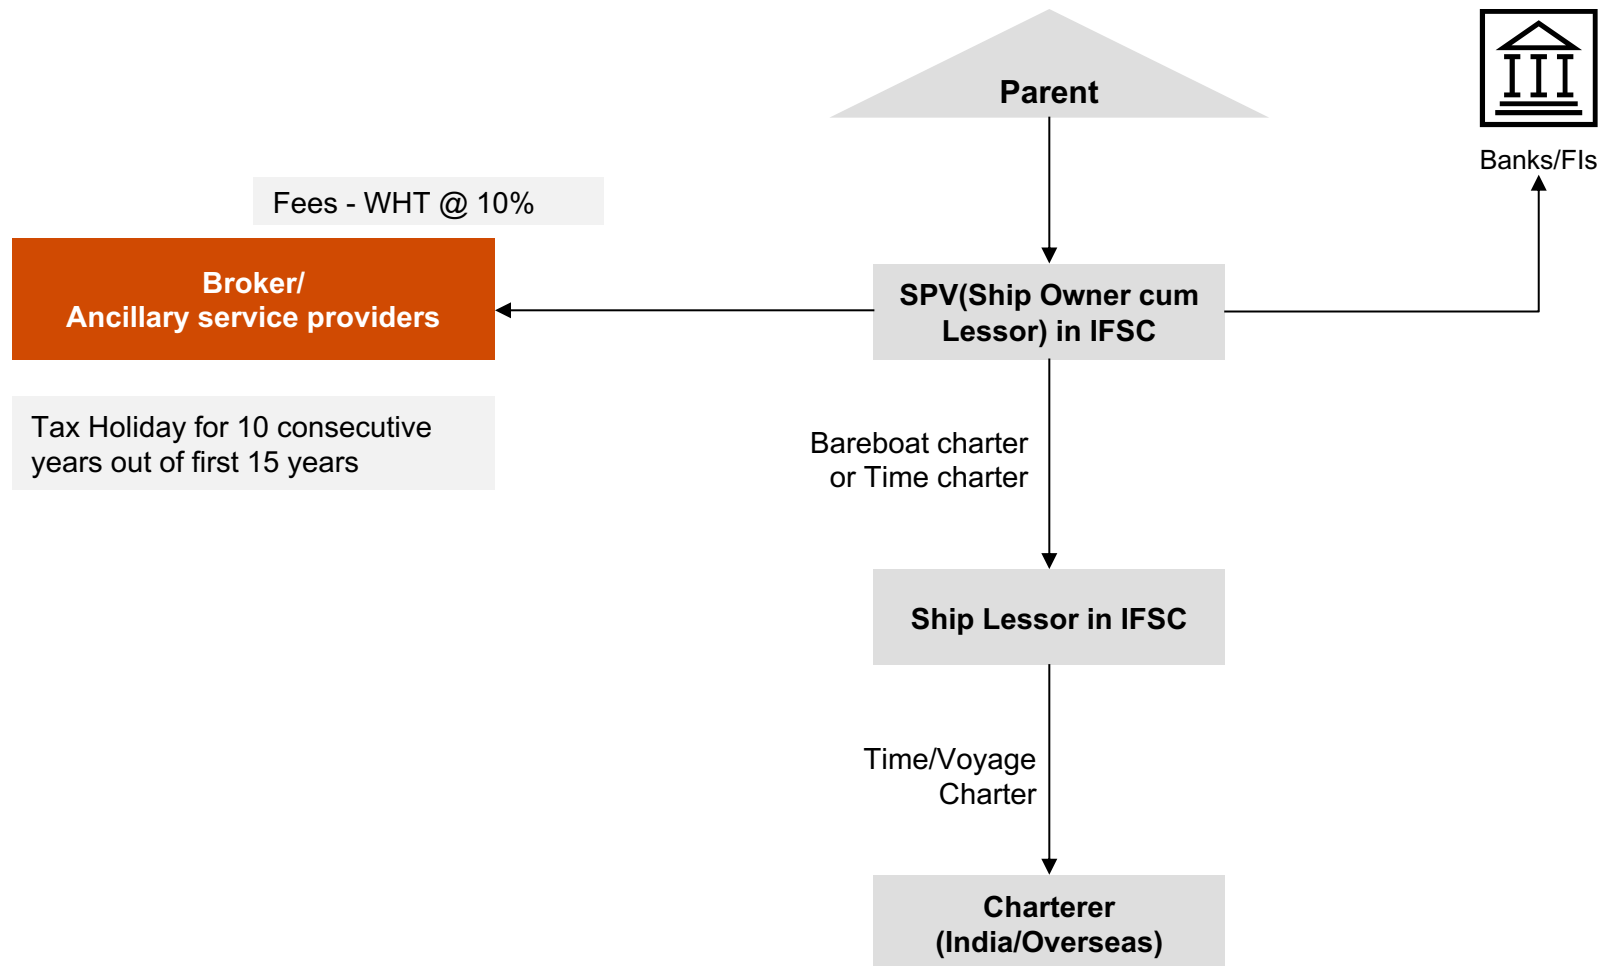 Parent
Banks/FIs
Fees - WHT @ 10%
Broker/
Ancillary service providers
SPV(Ship Owner cum
Lessor) in IFSC
Tax Holiday for 10 consecutive
years out of first 15 years
Bareboat charter
or Time charter
Ship Lessor in IFSC
Time/Voyage
Charter
Charterer
(India/Overseas)